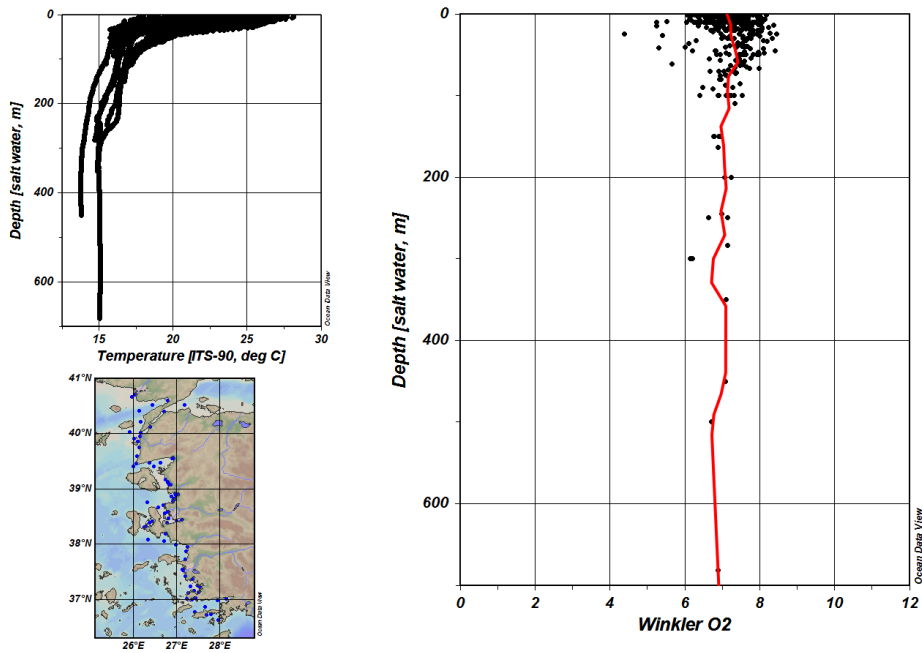 0
200
400
600
Depth [salt water, m]
15
20
25
30
Temperature [ITS-90, deg C]
Ocean Data View
41°N
40°N
39°N
38°N
37°N
26°E
27°E
28°E
Ocean Data View
0
200
400
600
Depth [salt water, m]
0
2
4
6
8
10
12
Winkler O2
Ocean Data View